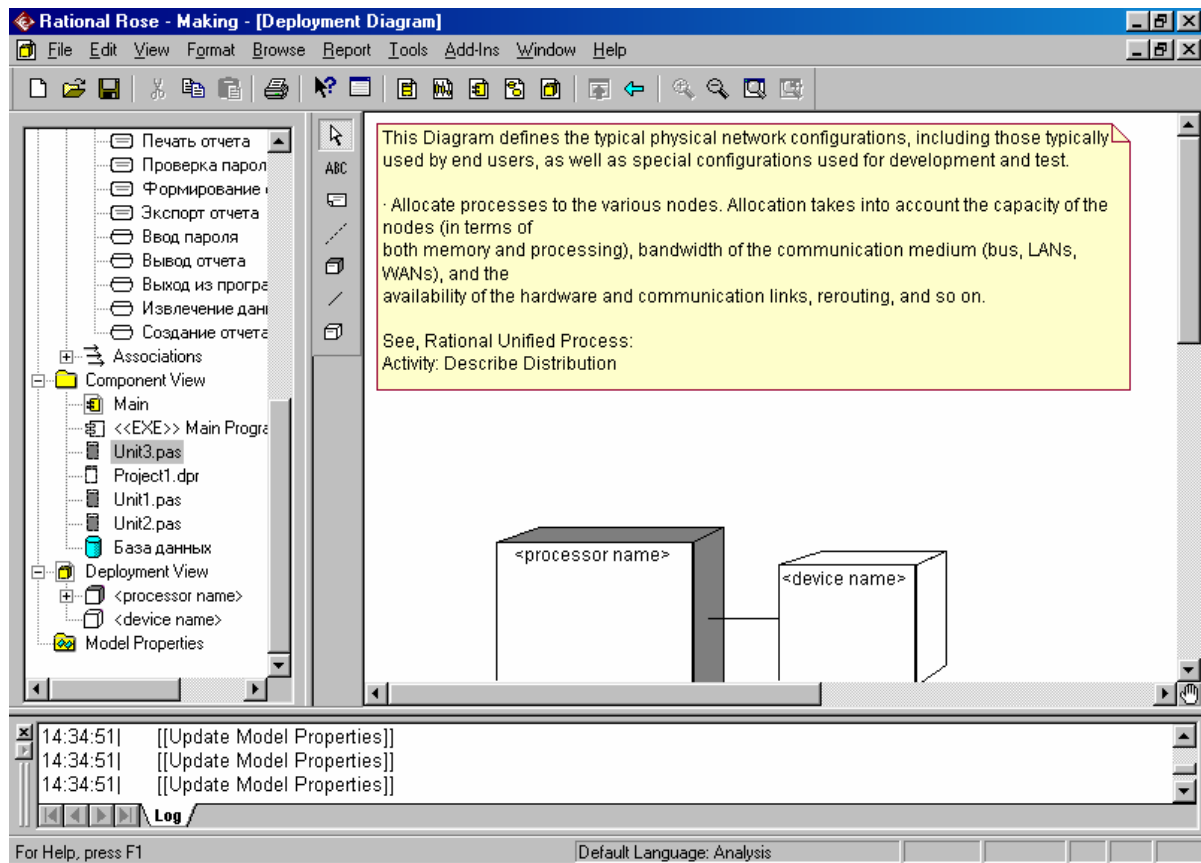 Rational Rose - Making - [Deployment Diagram]
File Edit View Format Browse Report Tools Add-Ins Window Help
Печать отчета
Проверка парол
Формирование
Экспорт отчета
Ввод пароля
Вывод отчета
Выход из програ
Извлечение дан
Создание отчета
Associations
Component View
Main
<<EXE>> Main Progra
Unit3.pas
Project1.dpr
Unit1.pas
Unit2.pas
База данных
Deployment View
<processor name>
<device name>
Model Properties
ABC
This Diagram defines the typical physical network configurations, including those typically
used by end users, as well as special configurations used for development and test.
· Allocate processes to the various nodes. Allocation takes into account the capacity of the
nodes (in terms of
both memory and processing), bandwidth of the communication medium (bus, LANs,
WANs), and the
availability of the hardware and communication links, rerouting, and so on.
See, Rational Unified Process:
Activity: Describe Distribution
<processor name>
<device name>
14:34:51| [[Update Model Properties]]
14:34:51| [[Update Model Properties]]
14:34:51| [[Update Model Properties]]
Log
For Help, press F1
Default Language: Analysis